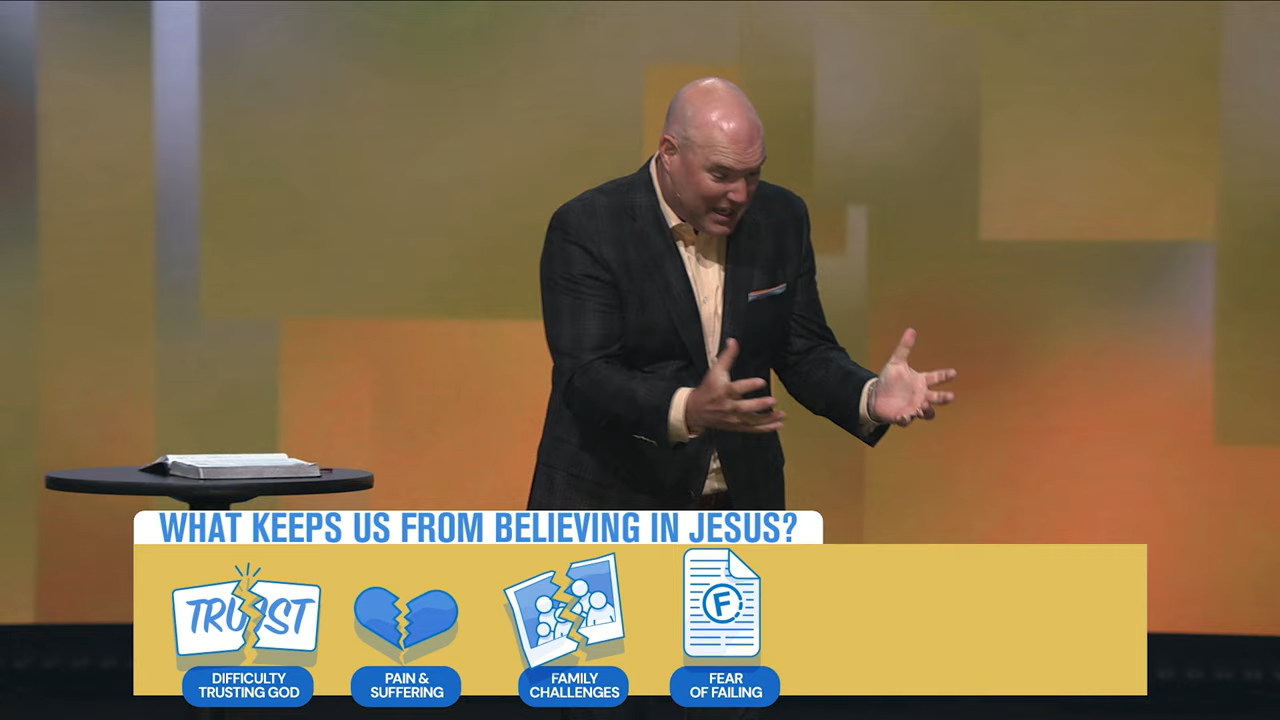 WHAT KEEPS US FROM BELIEVING IN JESUS?
TRUST
F
DIFFICULTY
TRUSTING GOD
PAIN &
SUFFERING
FAMILY
CHALLENGES
FEAR
OF FAILING